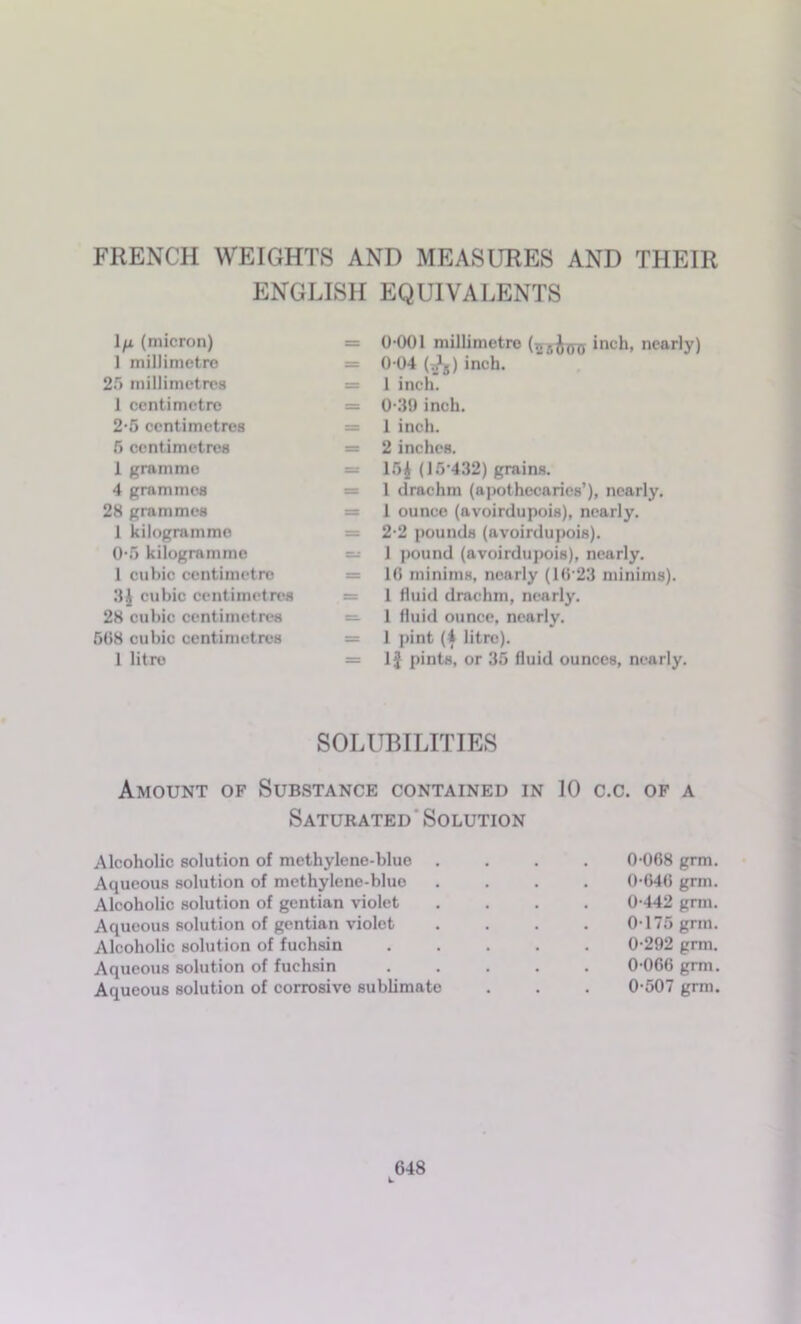 FRENCH WEIGHTS AND MEASURES AND THEIR
ENGLISH EQUIVALENTS
1μ (micron) = 0·001 millimetre (1/25000 inch, nearly)
1 millimetre = 0·04 (1/25) inch.
25 millimetres = 1 inch.
1 centimetre = 0·39 inch.
2·5 centimetres = 1 inch.
5 centimetres = 2 inches.
1 gramme = 15½ (15·432) grains.
4 grammes = 1 drachm (apothecaries’), nearly.
28 grammes = 1 ounce (avoirdupois), nearly.
1 kilogramme = 2·2 pounds (avoirdupois).
0·5 kilogramme = 1 pound (avoirdupois), nearly.
1 cubic centimetre = 16 minims, nearly (16·23 minims).
3½ cubic centimetres = 1 fluid drachm, nearly.
28 cubic centimetres = 1 fluid ounce, nearly.
568 cubic centimetres = 1 pint (4/7 litre).
1 litre = 1¾ pints, or 35 fluid ounces, nearly.
SOLUBILITIES
AMOUNT OF SUBSTANCE CONTAINED IN 10 C.C. OF A
SATURATED SOLUTION
Alcoholic solution of methylene-blue . . . . 0·068 grm.
Aqueous solution of methylene-blue . . . . 0·646 grm.
Alcoholic solution of gentian violet . . . . 0·442 grm.
Aqueous solution of gentian violet . . . . 0·175 grm.
Alcoholic solution of fuchsin . . . . . 0·292 grm.
Aqueous solution of fuchsin . . . . . 0·066 grm.
Aqueous solution of corrosive sublimate . . . 0·507 grm.
648